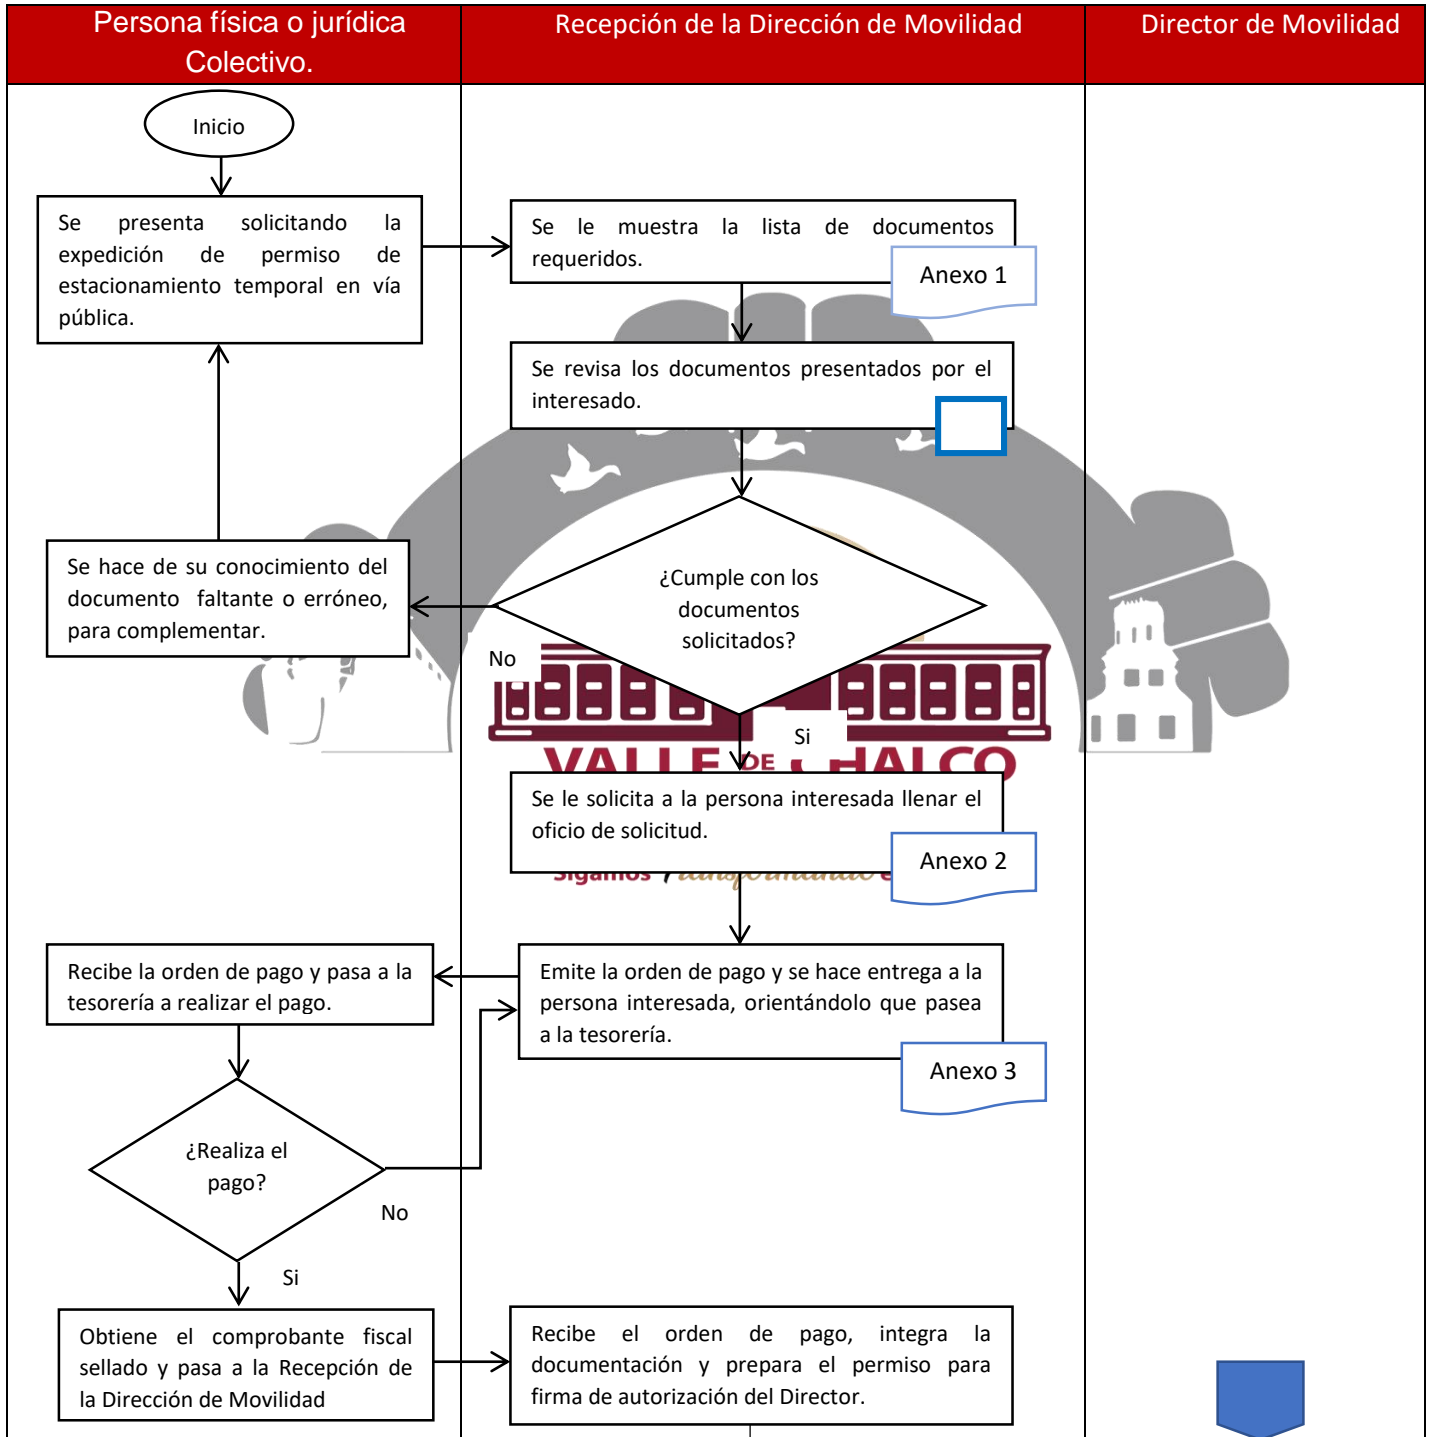 Persona física o jurídica
Colectivo.
Recepción de la Dirección de Movilidad
Director de Movilidad
Inicio
Se presenta solicitando la
expedición de permiso de
estacionamiento temporal en vía
pública.
Se le muestra la lista de documentos
requeridos.
Anexo 1
Se revisa los documentos presentados por el
interesado.
¿Cumple con los
documentos
solicitados?
Se hace de su conocimiento del
documento faltante o erróneo,
para complementar.
No
Si
VALLE DE CHALCO
Se le solicita a la persona interesada llenar el
oficio de solicitud.
Anexo 2
Sigamos Transformando
Emite la orden de pago y se hace entrega a la
persona interesada, orientándolo que pasea
a la tesorería.
Anexo 3
Recibe la orden de pago y pasa a la
tesorería a realizar el pago.
¿Realiza el
pago?
No
Si
Obtiene el comprobante fiscal
sellado y pasa a la Recepción de
la Dirección de Movilidad
Recibe el orden de pago, integra la
documentación y prepara el permiso para
firma de autorización del Director.